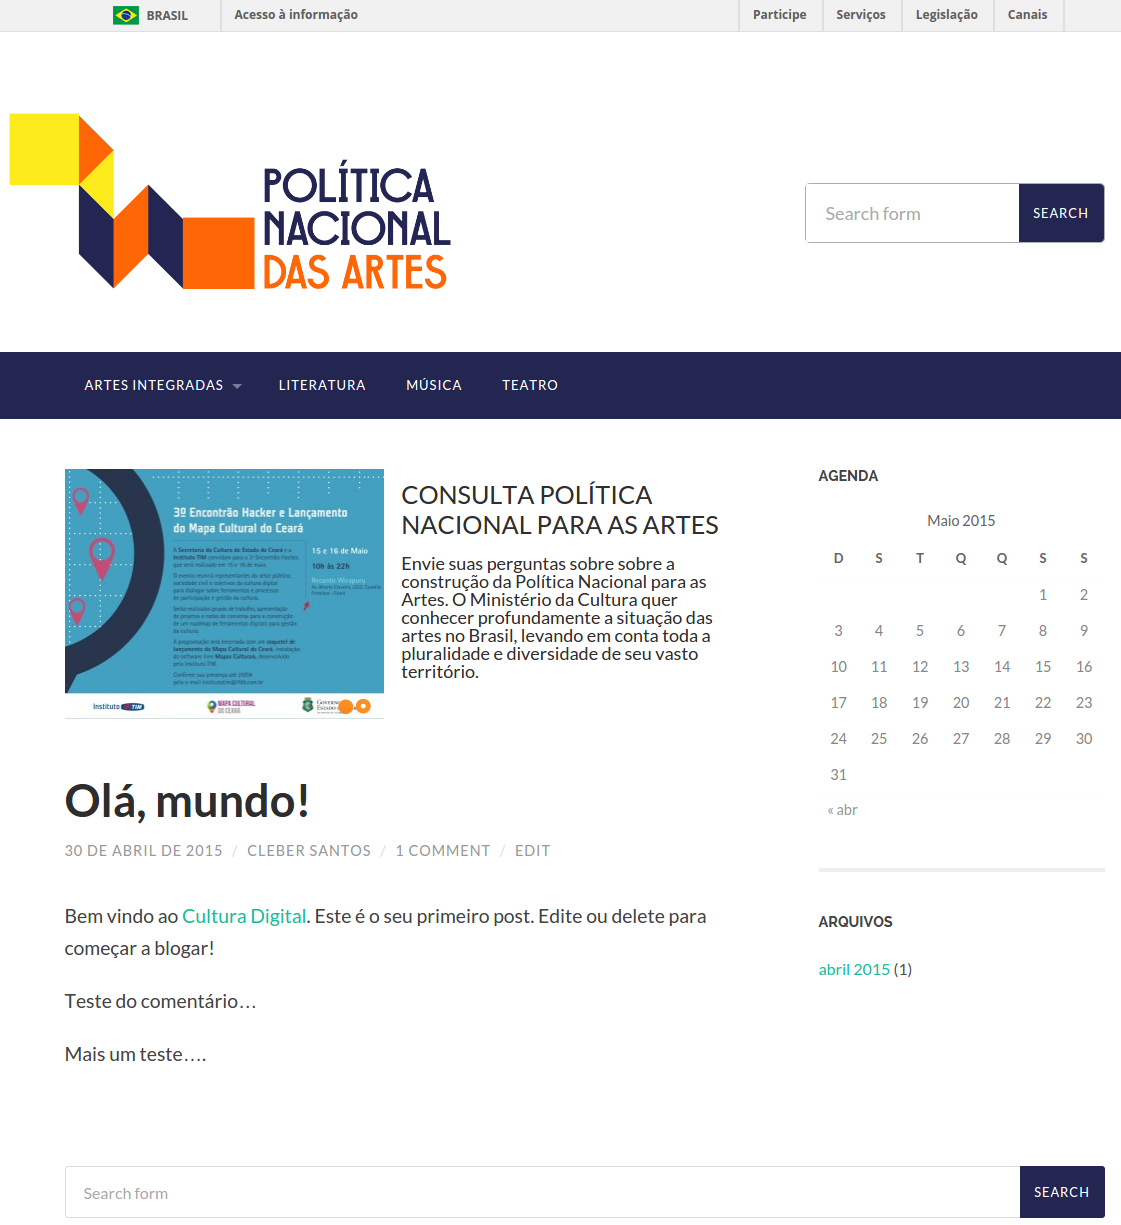 BRASIL
Acesso à informação
Participe
Serviços
Legislação
Canais
POLÍTICA
NACIONAL
DAS ARTES
Search form
SEARCH
ARTES INTEGRADAS
LITERATURA
MÚSICA
TEATRO
3º Encontrão Hacker e Lançamento
do Mapa Cultural do Ceará
15 e 16 de Maio
10h às 22h
Instituto TIM
MAPA CULTURAL
DO CEARÁ
CONSULTA POLÍTICA
NACIONAL PARA AS ARTES
Envie suas perguntas sobre sobre a
construção da Política Nacional para as
Artes. O Ministério da Cultura quer
conhecer profundamente a situação das
artes no Brasil, levando em conta toda a
pluralidade e diversidade de seu vasto
território.
AGENDA
Maio 2015
D S T Q Q S S
1 2
3 4 5 6 7 8 9
10 11 12 13 14 15 16
17 18 19 20 21 22 23
24 25 26 27 28 29 30
31
« abr
Olá, mundo!
30 DE ABRIL DE 2015 / CLEBER SANTOS / 1 COMMENT / EDIT
Bem vindo ao Cultura Digital. Este é o seu primeiro post. Edite ou delete para
começar a blogar!
Teste do comentário…
Mais um teste….
ARQUIVOS
abril 2015 (1)
Search form
SEARCH